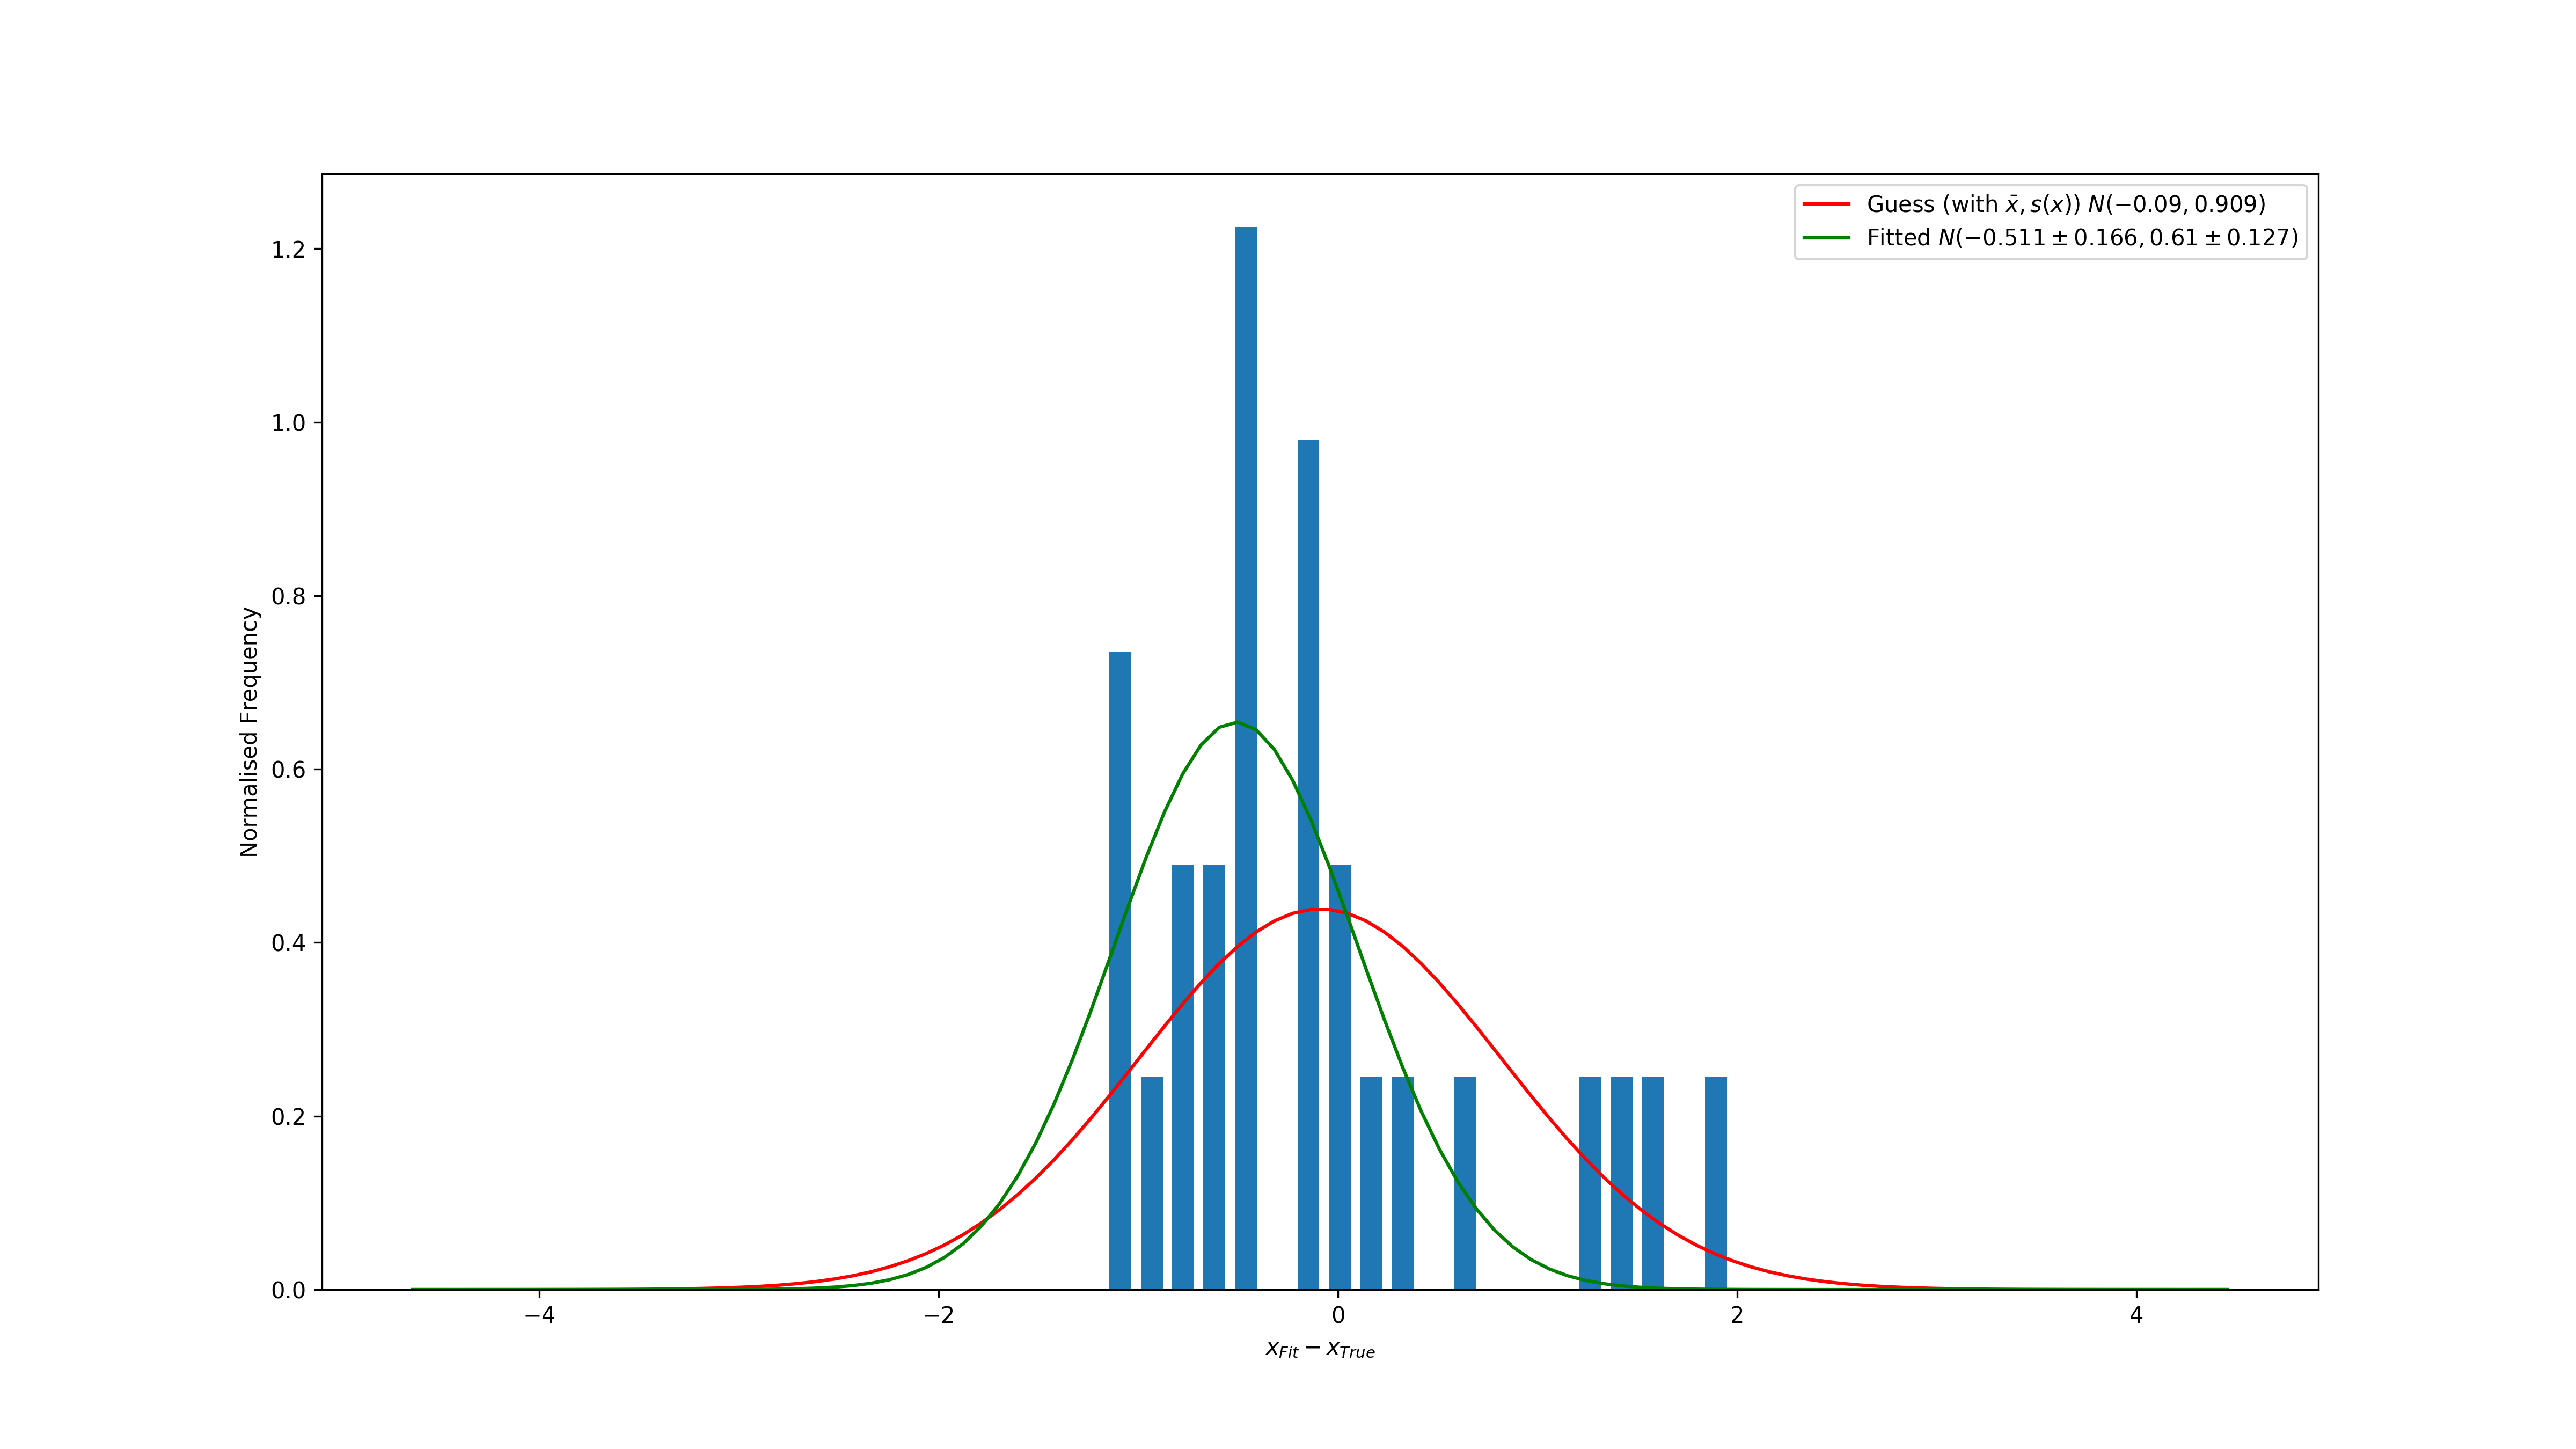 Guess (with x̄, s(x)) N(−0.09, 0.909)
Fitted N(−0.511 ± 0.166, 0.61 ± 0.127)
Normalised Frequency
1.2
1.0
0.8
0.6
0.4
0.2
0.0
−4 −2 0 2 4
x_Fit − x_True